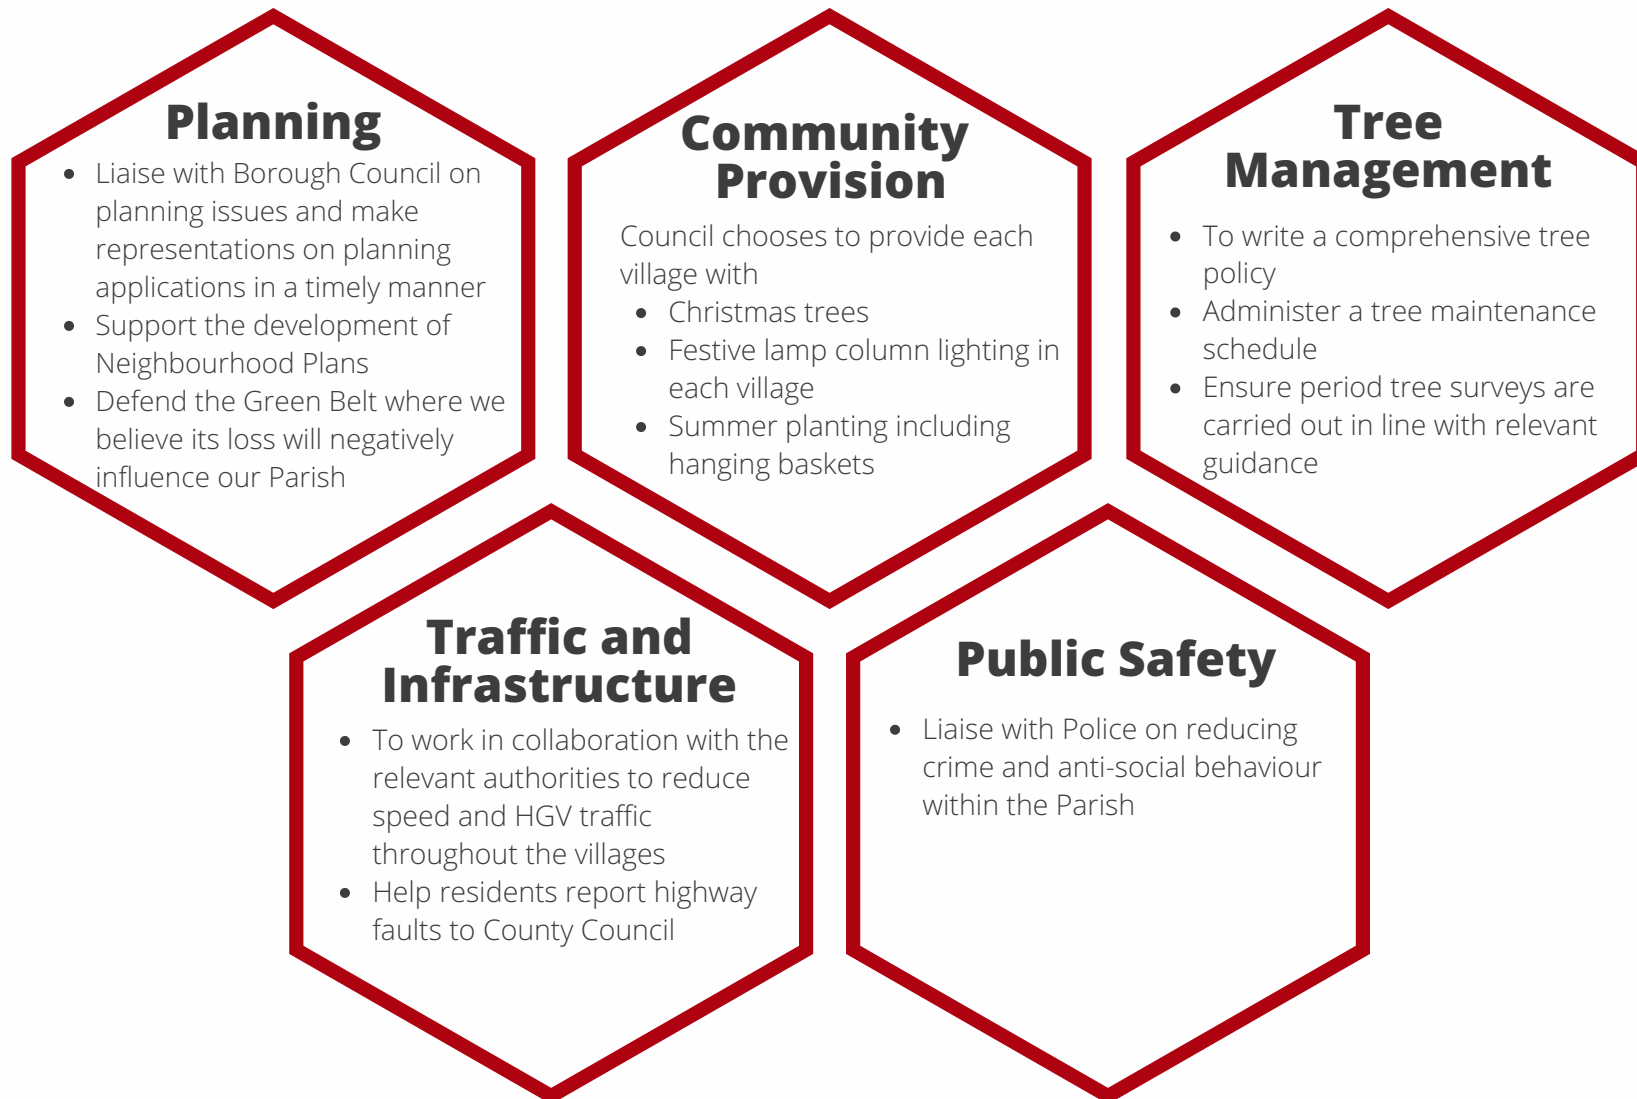 Planning
• Liaise with Borough Council on
planning issues and make
representations on planning
applications in a timely manner
• Support the development of
Neighbourhood Plans
• Defend the Green Belt where we
believe its loss will negatively
influence our Parish
Community
Provision
Council chooses to provide each
village with
• Christmas trees
• Festive lamp column lighting in
each village
• Summer planting including
hanging baskets
Tree
Management
• To write a comprehensive tree
policy
• Administer a tree maintenance
schedule
• Ensure period tree surveys are
carried out in line with relevant
guidance
Traffic and
Infrastructure
• To work in collaboration with the
relevant authorities to reduce
speed and HGV traffic
throughout the villages
• Help residents report highway
faults to County Council
Public Safety
• Liaise with Police on reducing
crime and anti-social behaviour
within the Parish